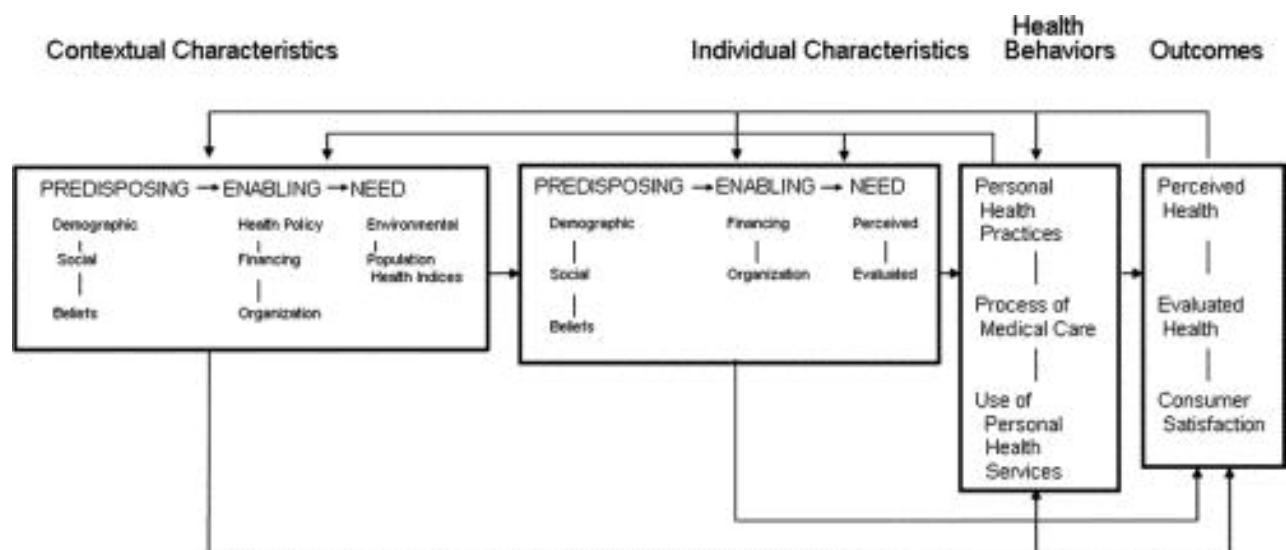 Contextual Characteristics
Individual Characteristics
Health
Behaviors
Outcomes
PREDISPOSING
ENABLING
NEED
Demographic
Social
Beliefs
Health Policy
Financing
Organization
Environmental
Population
Health Indices
PREDISPOSING
ENABLING
NEED
Demographic
Social
Beliefs
Financing
Organization
Perceived
Evaluated
Personal
Health
Practices
Process of
Medical Care
Use of
Personal
Health
Services
Perceived
Health
Evaluated
Health
Consumer
Satisfaction